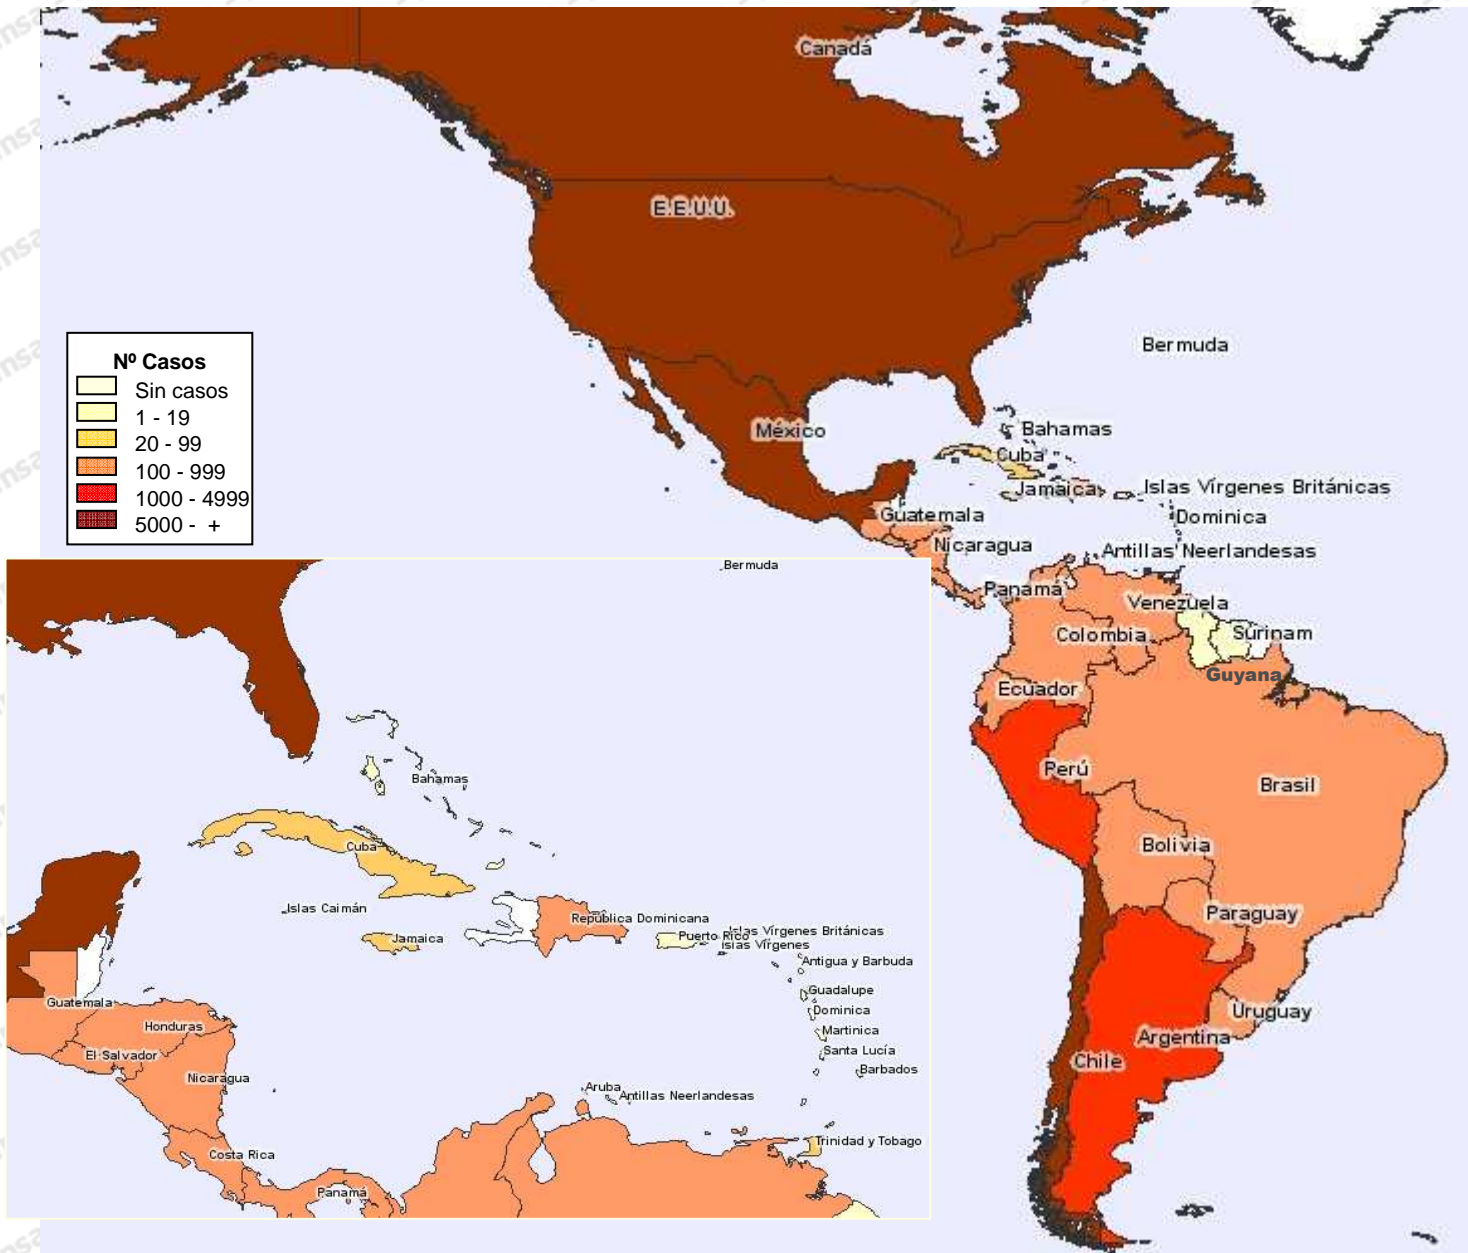 Canadá
E.E.U.U.
Bermuda
Nº Casos
Sin casos
1 - 19
20 - 99
100 - 999
1000 - 4999
5000 - +
México
Bahamas
Cuba
Jamaica
Islas Vírgenes Británicas
Guatemala
Dominica
Nicaragua
Antillas Neerlandesas
Panamá
Venezuela
Colombia
Surinam
Guyana
Ecuador
Perú
Brasil
Bolivia
Paraguay
Uruguay
Argentina
Chile
Bermuda
Bahamas
Cuba
Islas Caimán
República Dominicana
Jamaica
Puerto Rico
Islas Vírgenes Británicas
Islas Vírgenes
Antigua y Barbuda
Guadalupe
Dominica
Martinica
Santa Lucía
Barbados
Guatemala
Honduras
El Salvador
Nicaragua
Aruba
Antillas Neerlandesas
Trinidad y Tobago
Costa Rica
Panamá